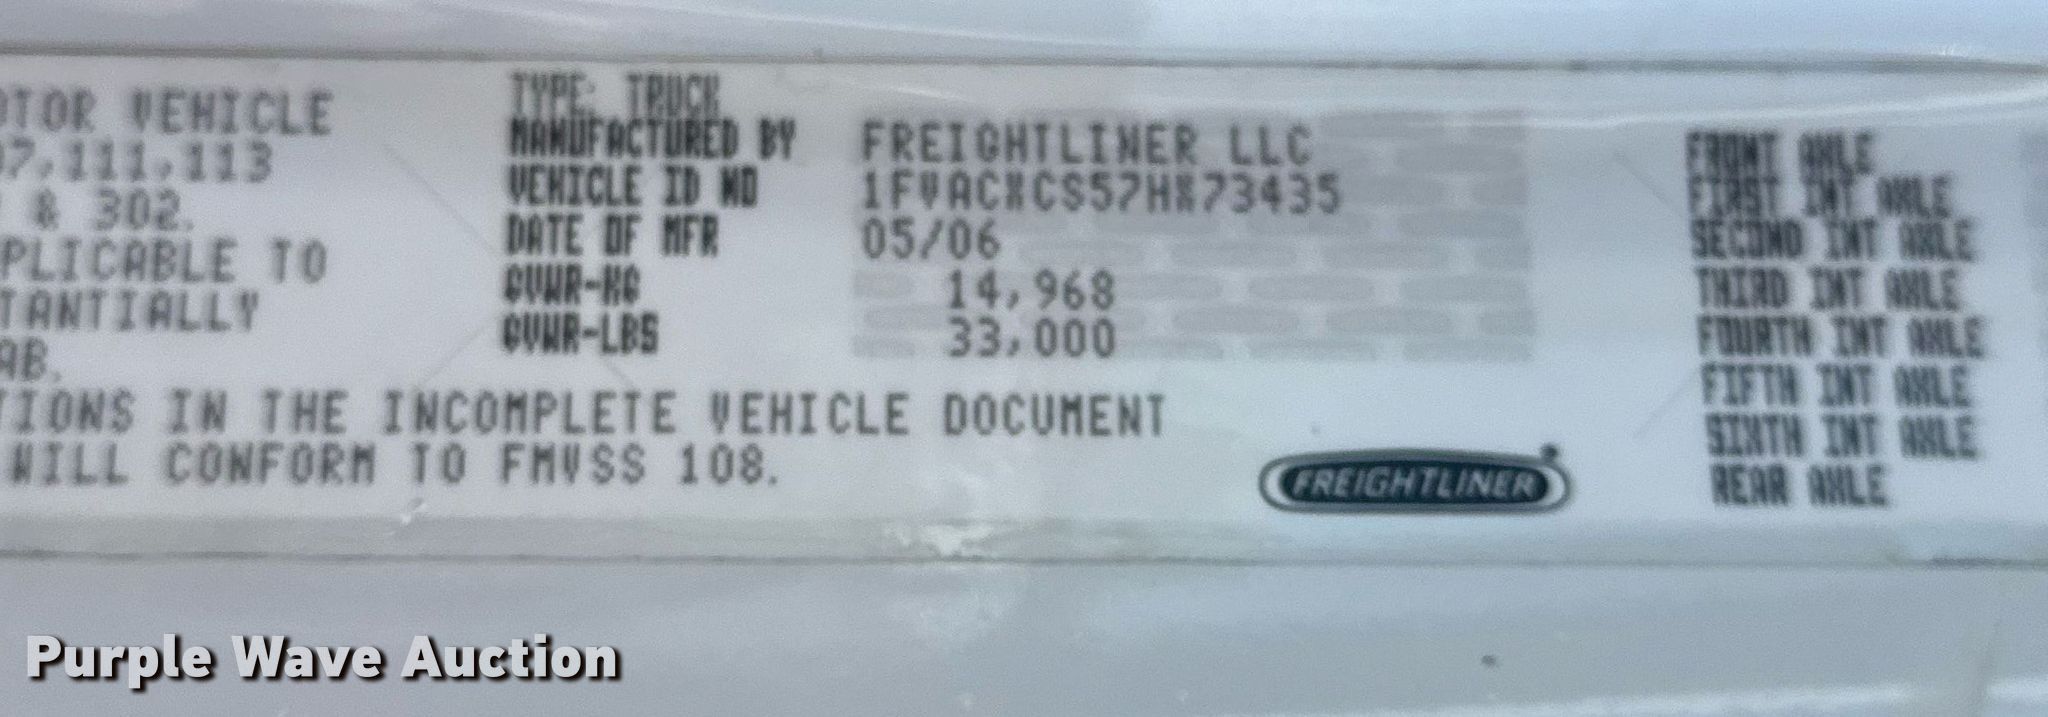 OTOR VEHICLE
07,111,113
& 302.
PLICABLE TO
TANTIALLY
AB.
TIONS IN THE INCOMPLETE VEHICLE DOCUMENT
WILL CONFORM TO FMVSS 108.
TYPE: TRUCK
MANUFACTURED BY FREIGHTLINER LLC
VEHICLE ID NO 1FVACXCS57HX73435
DATE OF MFR 05/06
GVWR-KG 14,968
GVWR-LBS 33,000
FREIGHTLINER
FRONT AXLE
FIRST INT AXLE
SECOND INT AXLE
THIRD INT AXLE
FOURTH INT AXLE
FIFTH INT AXLE
SIXTH INT AXLE
REAR AXLE
Purple Wave Auction